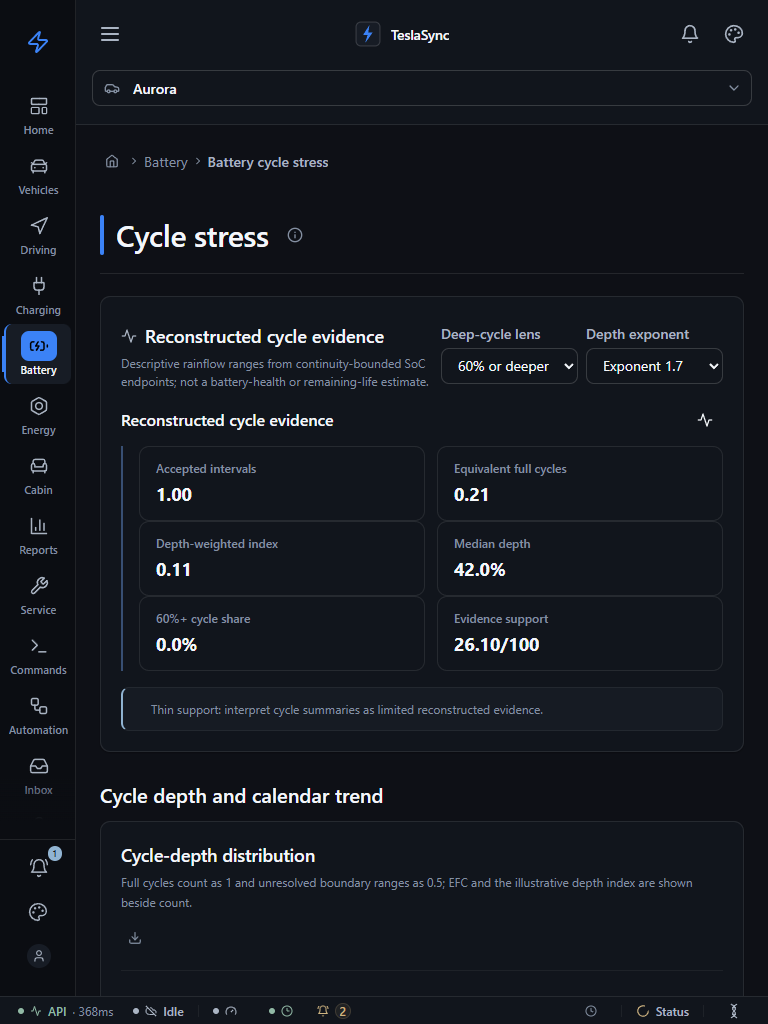 TeslaSync
Aurora
Home
Vehicles
Driving
Charging
Battery
Energy
Cabin
Reports
Service
Commands
Automation
Inbox
1
Battery
Battery cycle stress
Cycle stress
Reconstructed cycle evidence
Descriptive rainflow ranges from continuity-bounded SoC
endpoints; not a battery-health or remaining-life estimate.
Deep-cycle lens
60% or deeper
Depth exponent
Exponent 1.7
Reconstructed cycle evidence
Accepted intervals
1.00
Equivalent full cycles
0.21
Depth-weighted index
0.11
Median depth
42.0%
60%+ cycle share
0.0%
Evidence support
26.10/100
Thin support: interpret cycle summaries as limited reconstructed evidence.
Cycle depth and calendar trend
Cycle-depth distribution
Full cycles count as 1 and unresolved boundary ranges as 0.5; EFC and the illustrative depth index are shown
beside count.
API · 368ms
Idle
2
Status